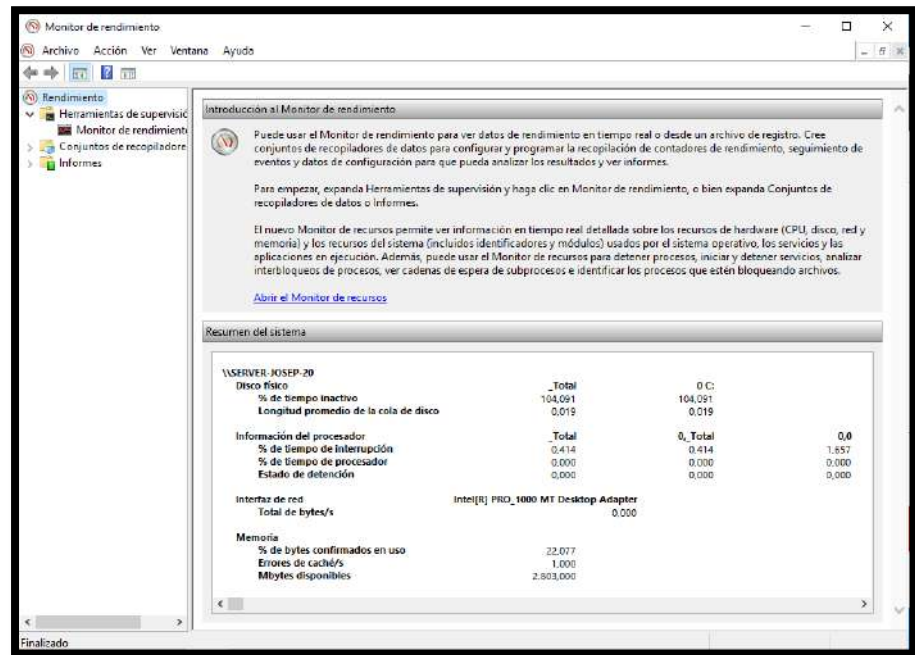 Monitor de rendimiento
Archivo Acción Ver Ventana Ayuda
Rendimiento
Herramientas de supervisió
Monitor de rendimiento
Conjuntos de recopiladore
Informes
Introducción al Monitor de rendimiento
Puede usar el Monitor de rendimiento para ver datos de rendimiento en tiempo real o desde un archivo de registro. Cree
conjuntos de recopiladores de datos para configurar y programar la recopilación de contadores de rendimiento, seguimiento de
eventos y datos de configuración para que pueda analizar los resultados y ver informes.
Para empezar, expanda Herramientas de supervisión y haga clic en Monitor de rendimiento, o bien expanda Conjuntos de
recopiladores de datos o Informes.
El nuevo Monitor de recursos permite ver información en tiempo real detallada sobre los recursos de hardware (CPU, disco, red y
memoria) y los recursos del sistema (incluidos identificadores y módulos) usados por el sistema operativo, los servicios y las
aplicaciones en ejecución. Además, puede usar el Monitor de recursos para detener procesos, iniciar y detener servicios, analizar
interbloqueos de procesos, ver cadenas de espera de subprocesos e identificar los procesos que estén bloqueando archivos.
Abrir el Monitor de recursos
Resumen del sistema
\\SERVER-JOSEP-20
Disco físico _Total 0 C:
% de tiempo inactivo 104,091 104,091
Longitud promedio de la cola de disco 0,019 0,019
Información del procesador _Total 0,_Total 0,0
% de tiempo de interrupción 0,414 0,414 1,657
% de tiempo de procesador 0,000 0,000 0,000
Estado de detención 0,000 0,000 0,000
Interfaz de red Intel[R] PRO_1000 MT Desktop Adapter
Total de bytes/s 0,000
Memoria
% de bytes confirmados en uso 22,077
Errores de caché/s 1,000
Mbytes disponibles 2.803,000
Finalizado